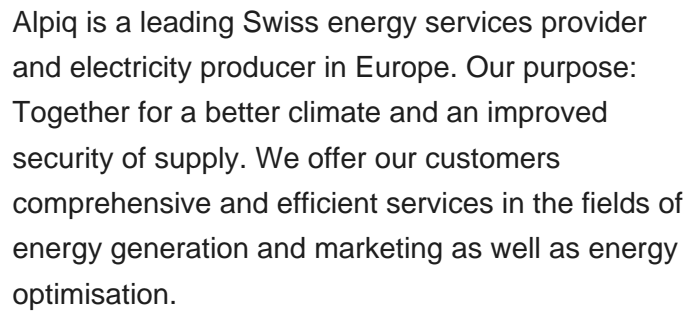 Alpiq is a leading Swiss energy services provider
and electricity producer in Europe. Our purpose:
Together for a better climate and an improved
security of supply. We offer our customers
comprehensive and efficient services in the fields of
energy generation and marketing as well as energy
optimisation.